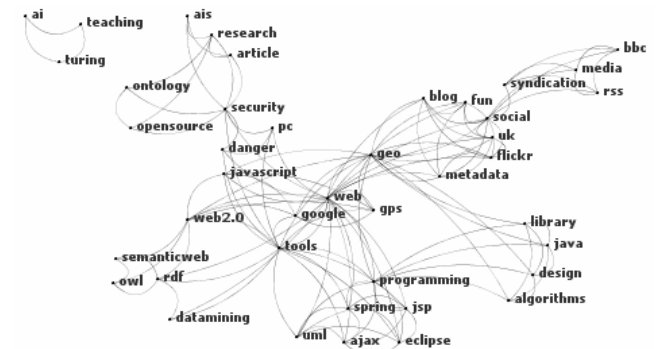 ai
ais
teaching
research
turing
article
bbc
media
syndication
rss
ontology
blog
fun
security
social
opensource
pc
uk
danger
geo
flickr
javascript
metadata
web
web2.0
google
gps
library
tools
java
semanticweb
owl
rdf
programming
design
algorithms
datamining
spring
jsp
uml
ajax
eclipse